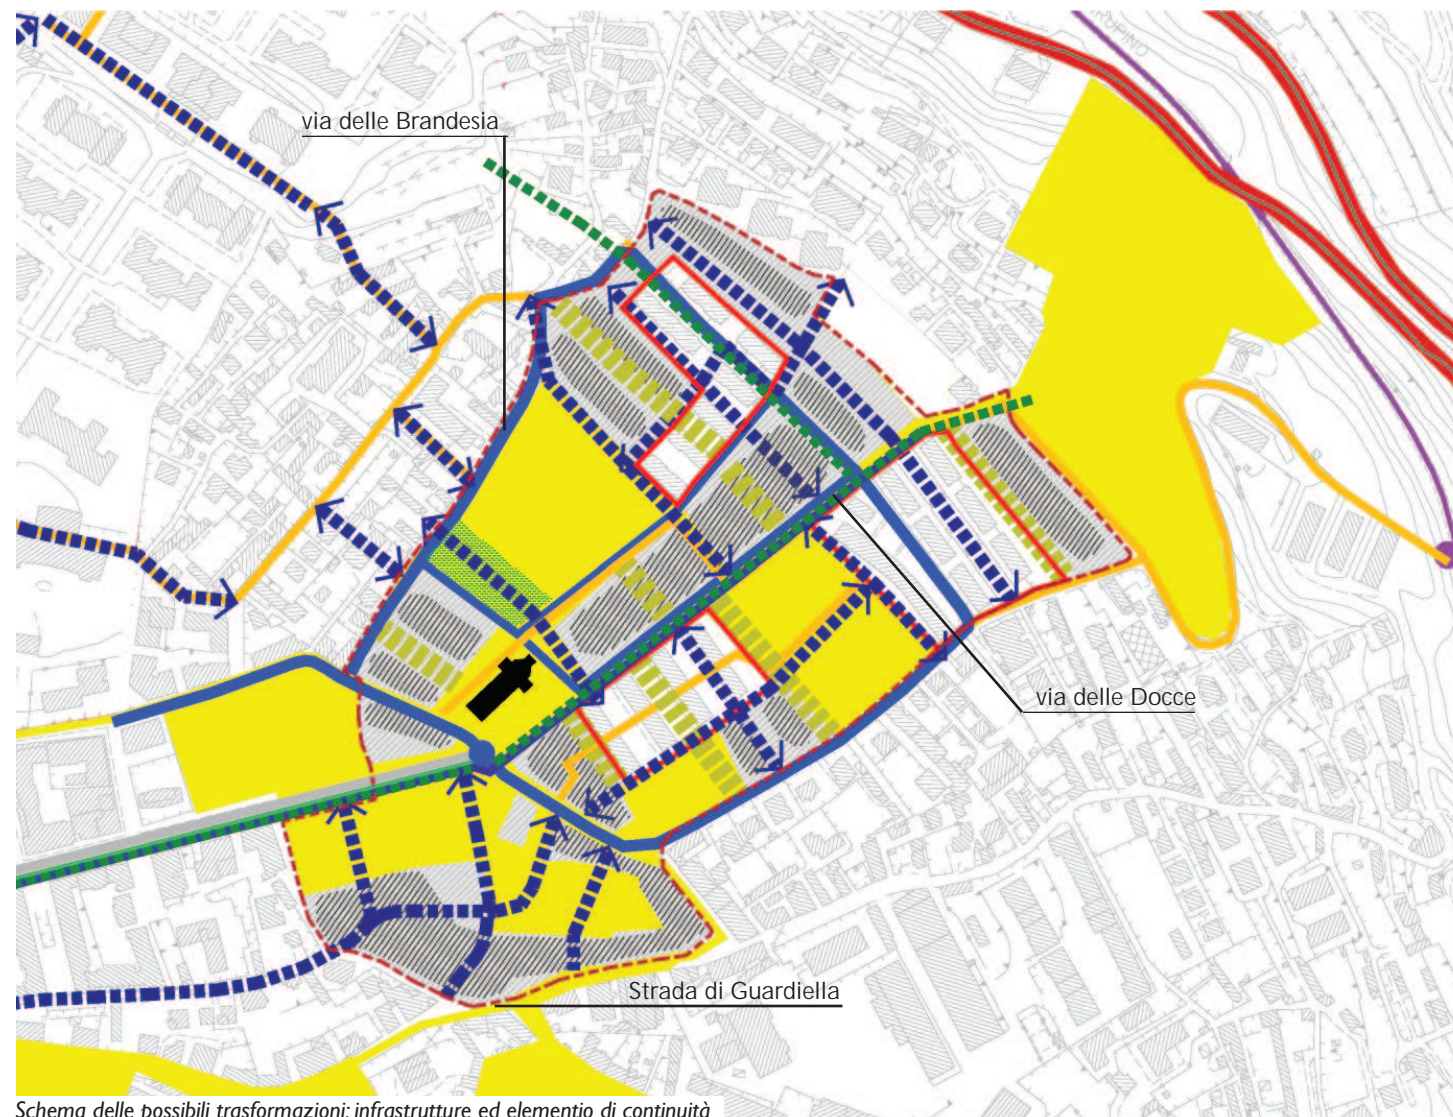 via delle Brandesia
via delle Docce
Strada di Guardiella
Schema delle possibili trasformazioni: infrastrutture ed elementio di continuità